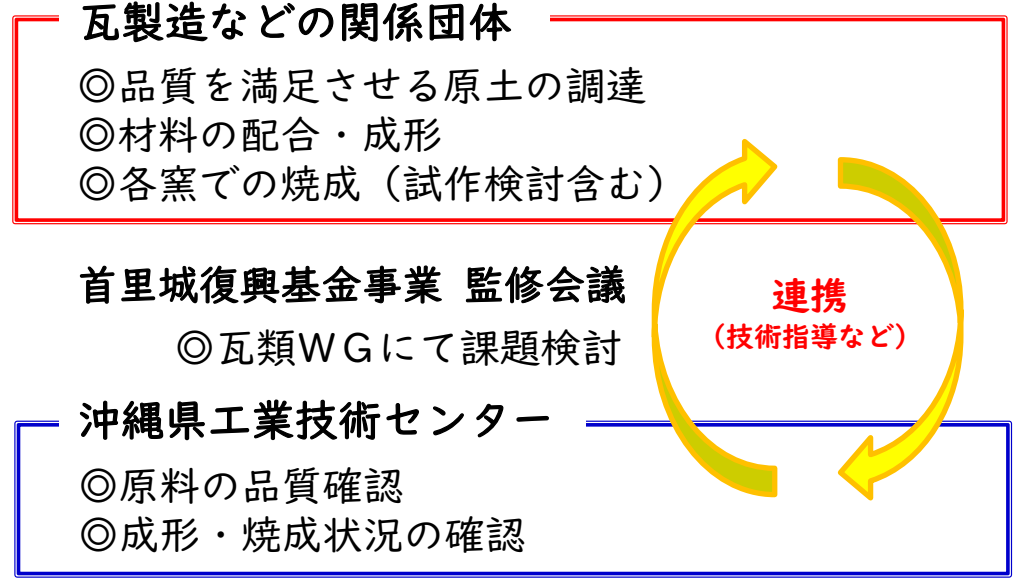 瓦製造などの関係団体
◎品質を満足させる原土の調達
◎材料の配合・成形
◎各窯での焼成（試作検討含む）
首里城復興基金事業 監修会議
◎瓦類ＷＧにて課題検討
連携
（技術指導など）
沖縄県工業技術センター
◎原料の品質確認
◎成形・焼成状況の確認